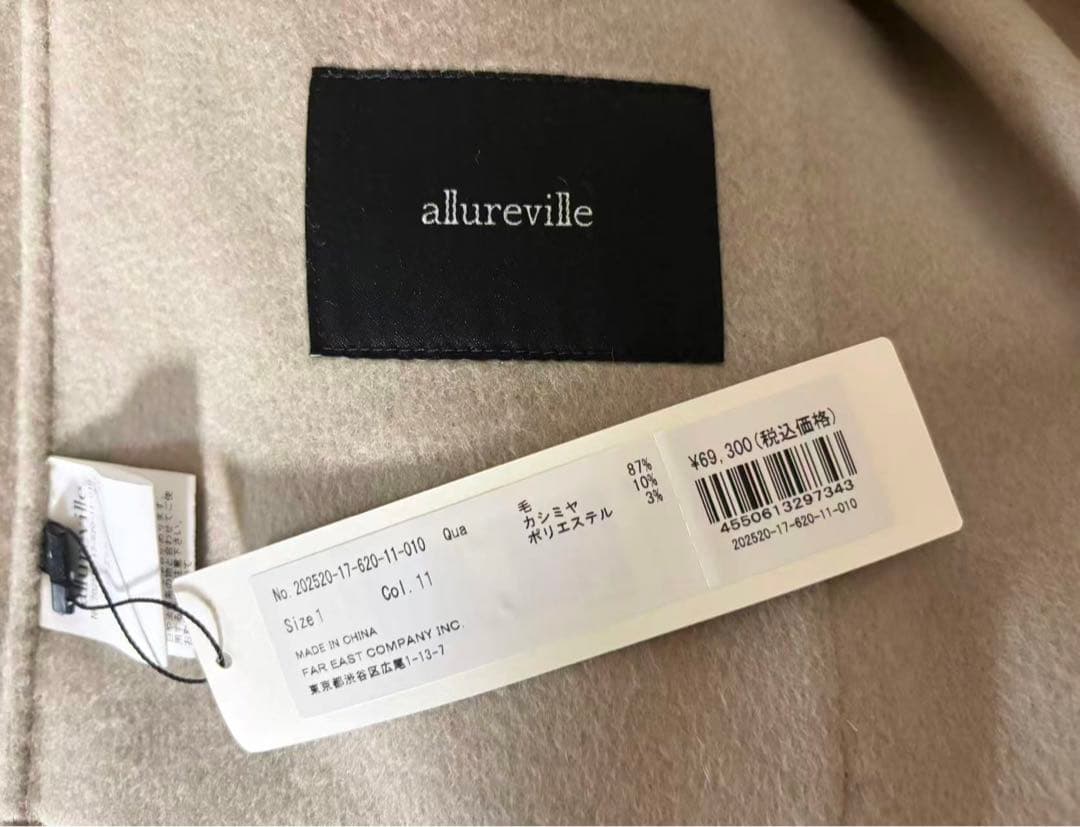 allureville
No. 202520-17-620-11-010 Qua
Size 1 Col. 11
MADE IN CHINA
FAR EAST COMPANY INC.
東京都渋谷区広尾1-13-7
毛 87%
カシミヤ 10%
ポリエステル 3%
¥69,300(税込価格)
4550613297343
202520-17-620-11-010
allureville